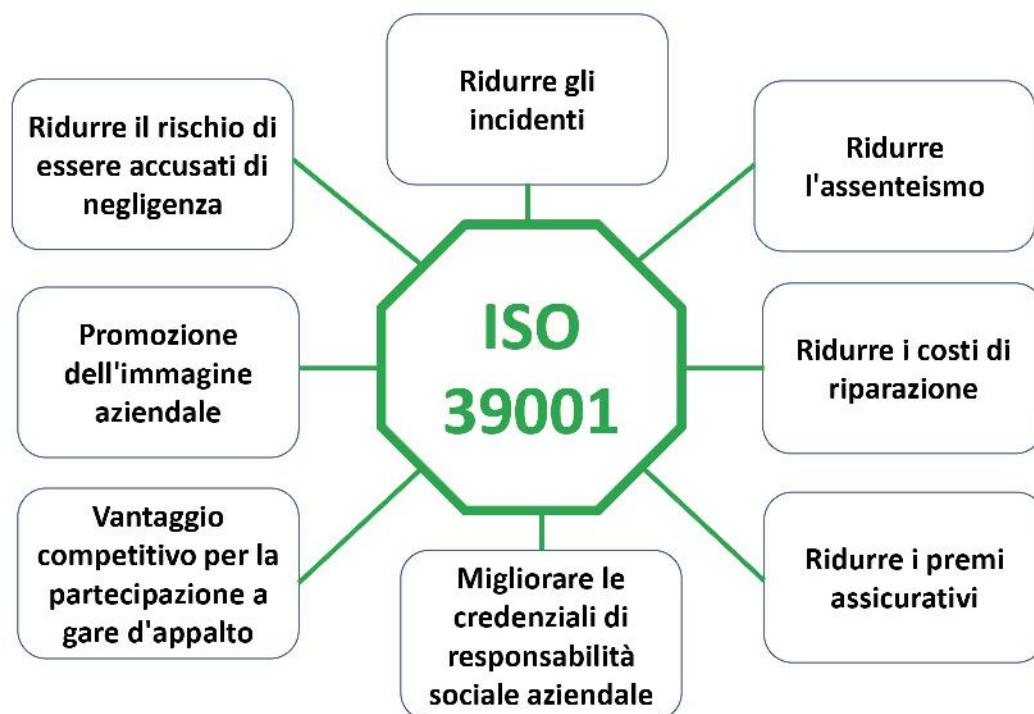 Ridurre gli
incidenti
Ridurre il rischio di
essere accusati di
negligenza
Ridurre
l'assenteismo
ISO
39001
Promozione
dell'immagine
aziendale
Ridurre i costi di
riparazione
Vantaggio
competitivo per la
partecipazione a
gare d'appalto
Migliorare le
credenziali di
responsabilità
sociale aziendale
Ridurre i premi
assicurativi